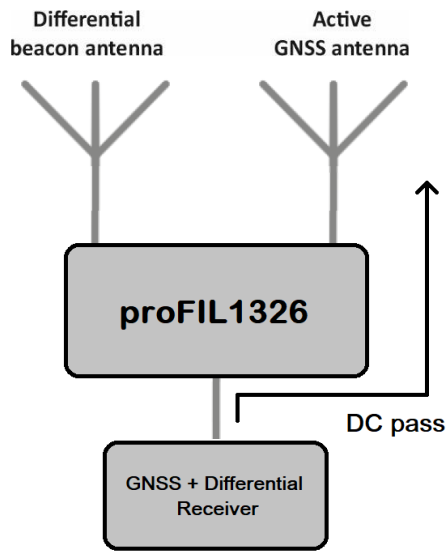 Differential
beacon antenna
Active
GNSS antenna
proFIL1326
DC pass
GNSS + Differential
Receiver